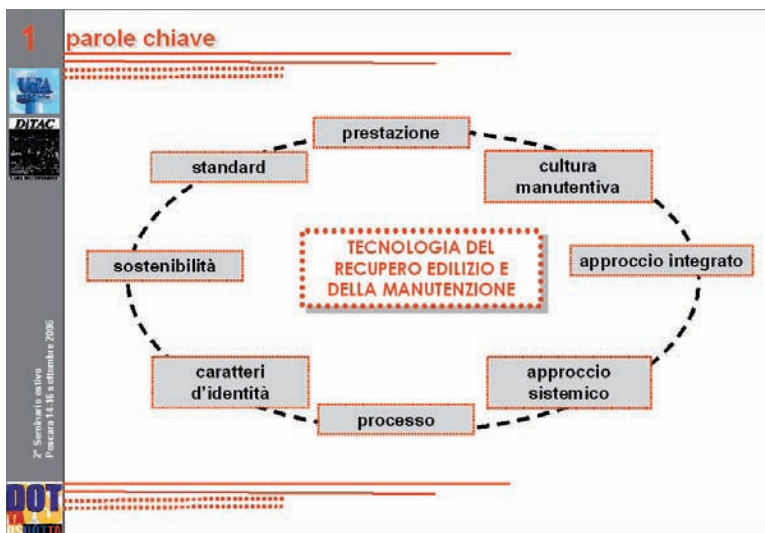 1
parole chiave
DiTAC
prestazione
standard
cultura
manutentiva
sostenibilità
TECNOLOGIA DEL
RECUPERO EDILIZIO E
DELLA MANUTENZIONE
approccio integrato
caratteri
d'identità
approccio
sistemico
processo
2° Seminario estivo
Pescara 14-16 settembre 2006
DOT
TA